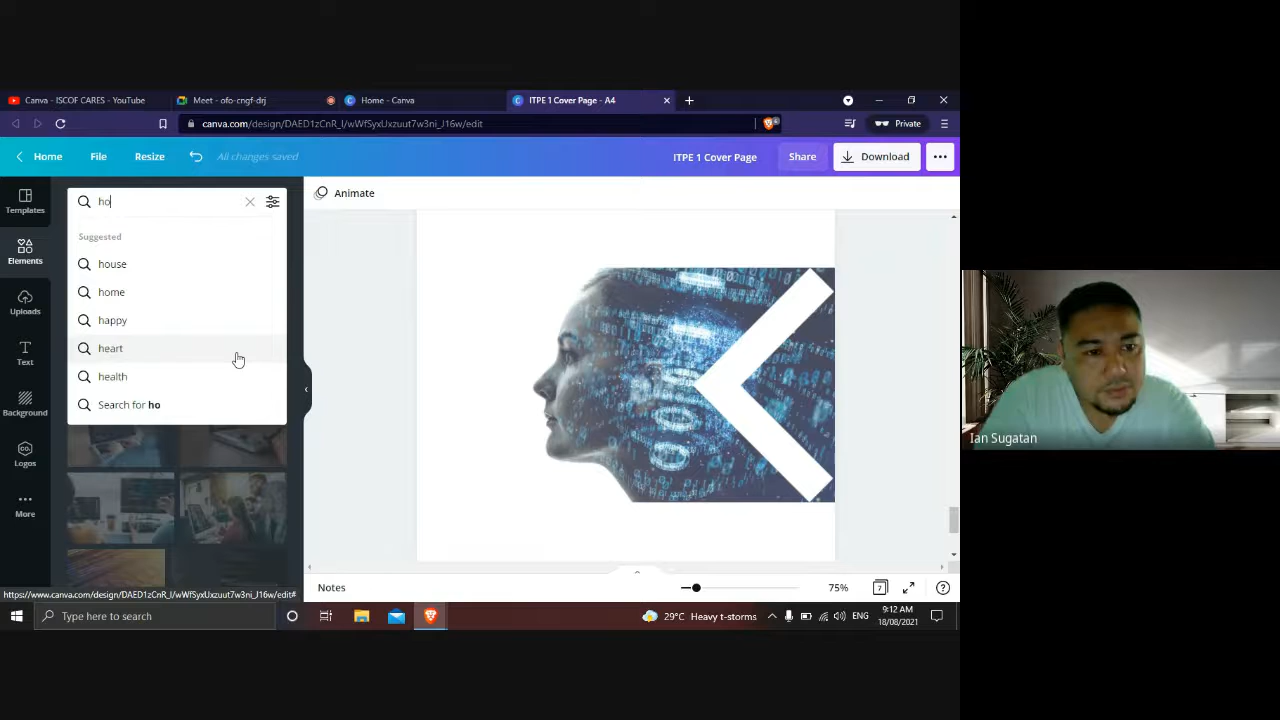 Canva - ISCOF CARES - YouTube
Meet - ofo-cngf-drj
Home - Canva
ITPE 1 Cover Page - A4
canva.com/design/DAED1zCnR_I/wWfSyxUxzuut7w3ni_J16w/edit
Private
Home
File
Resize
All changes saved
ITPE 1 Cover Page
Share
Download
Templates
Elements
Uploads
Text
Background
CO.
Logos
More
ho
Suggested
house
home
happy
heart
health
Search for ho
Animate
Ian Sugatan
https://www.canva.com/design/DAED1zCnR_I/wWfSyxUxzuut7w3ni_J16w/edit#
Notes
75%
7
Type here to search
29°C Heavy t-storms
ENG
9:12 AM
18/08/2021